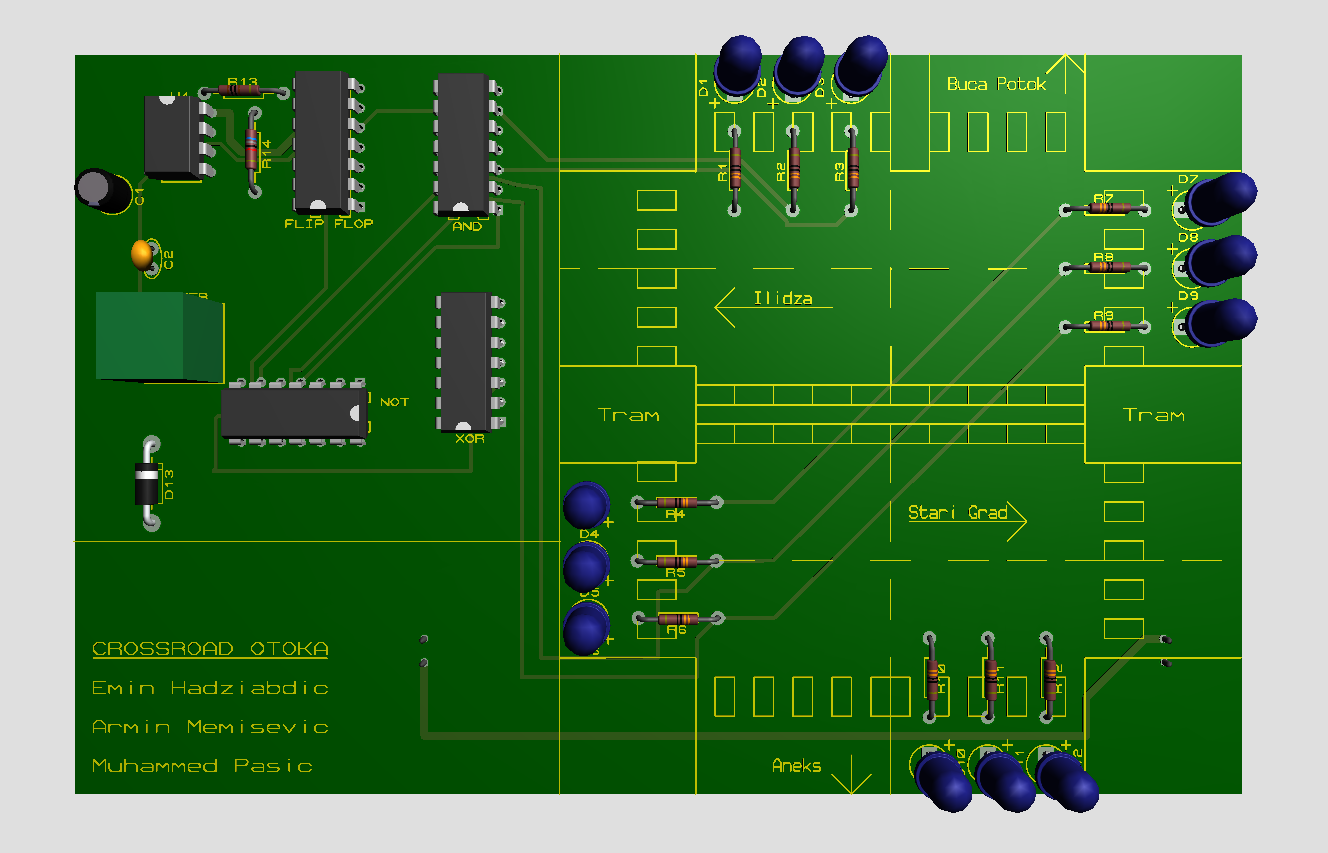 R13
R14
C1
C2
FLIP FLOP
AND
NOT
XOR
D13
D1
D2
D3
R1
R2
R3
Buca Potok
D7
R7
D8
R8
D9
R9
Ilidza
Tram
Tram
Stari Grad
R4
D4
R5
R6
R11
Aneks
CROSSROAD OTOKA
Emin Hadziabdic
Armin Memisevic
Muhammed Pasic